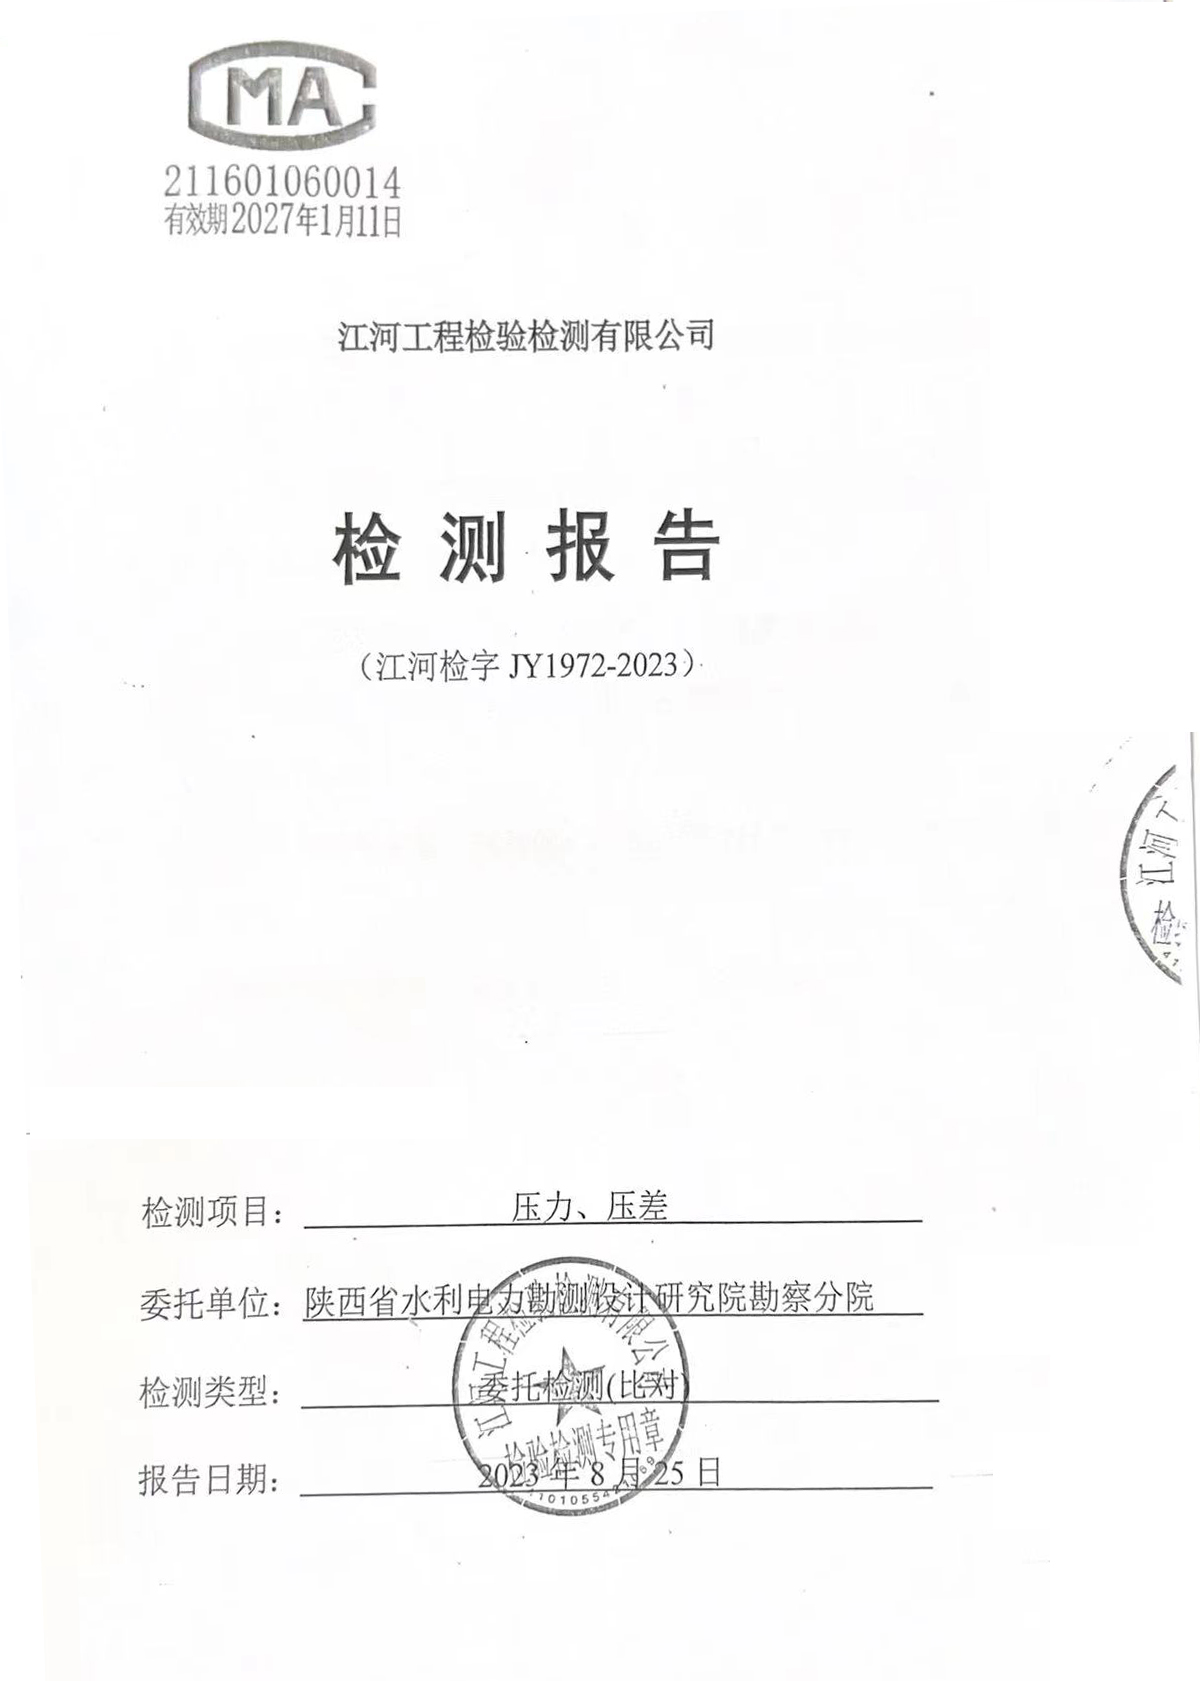 CMA
211601060014
有效期2027年1月11日
江河工程检验检测有限公司
检测报告
（江河检字 JY1972-2023）
江河
检
检测项目：压力、压差
委托单位：陕西省水利电力勘测设计研究院勘察分院
检测类型：委托检测(比对)
报告日期：2023 年 8 月 25 日
江河工程检验检测有限公司
检验检测专用章